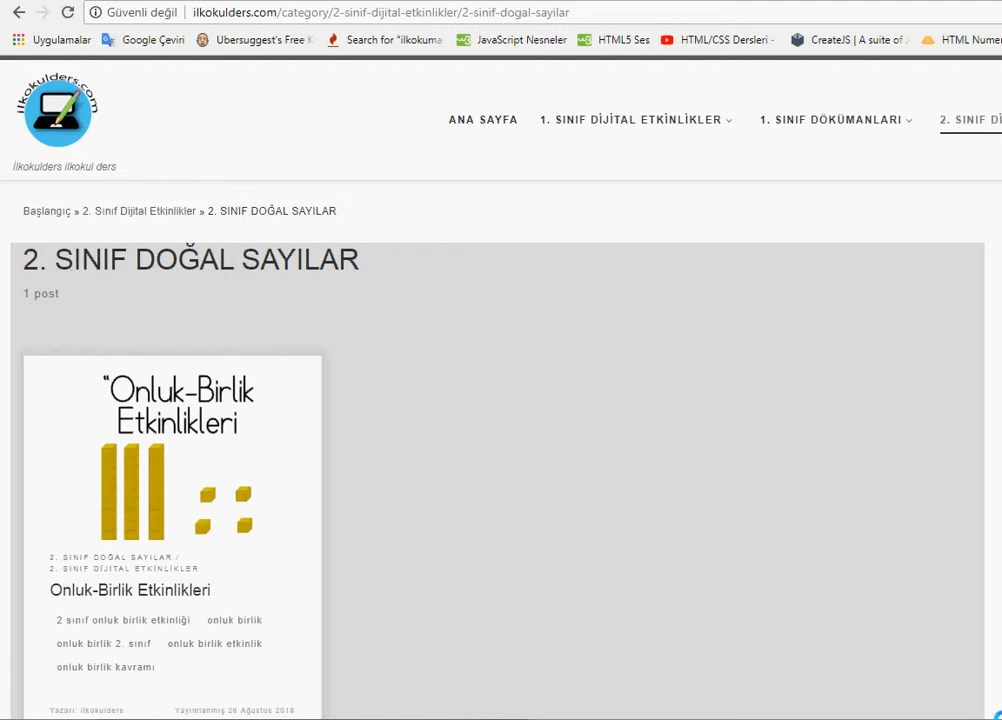 Güvenli değil | ilkokulders.com/category/2-sinif-dijital-etkinlikler/2-sinif-dogal-sayilar
Uygulamalar Google Çeviri Ubersuggest's Free K Search for "ilkokuma JavaScript Nesneler HTML5 Ses HTML/CSS Dersleri - CreateJS | A suite of J HTML Numer
ilkokulders.com
ANA SAYFA 1. SINIF DİJİTAL ETKİNLİKLER 1. SINIF DÖKÜMANLARI 2. SINIF Dİ
İlkokulders ilkokul ders
Başlangıç » 2. Sınıf Dijital Etkinlikler » 2. SINIF DOĞAL SAYILAR
2. SINIF DOĞAL SAYILAR
1 post
"Onluk-Birlik
Etkinlikleri
2. SINIF DOĞAL SAYILAR /
2. SINIF DİJİTAL ETKİNLİKLER
Onluk-Birlik Etkinlikleri
2 sınıf onluk birlik etkinliği onluk birlik
onluk birlik 2. sınıf onluk birlik etkinlik
onluk birlik kavramı
Yazarı: ilkokulders Yayımlanmış 26 Ağustos 2018